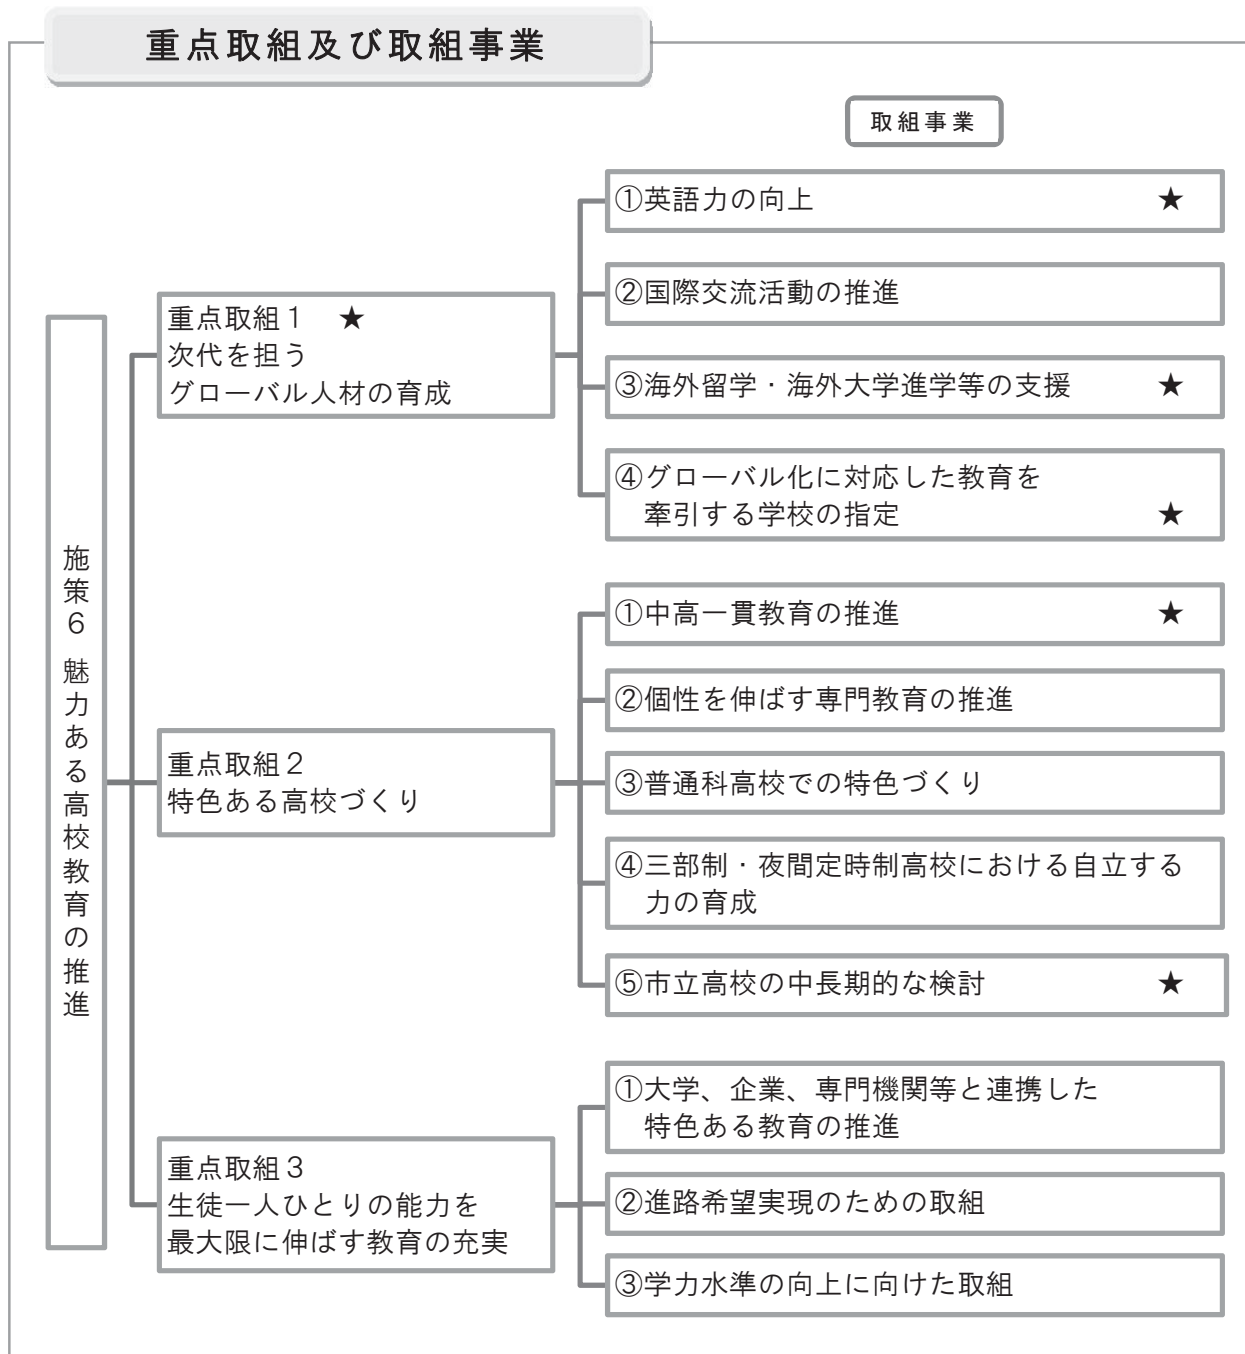 重点取組及び取組事業
取組事業
施策６ 魅力ある高校教育の推進
重点取組１ ★
次代を担う
グローバル人材の育成
①英語力の向上 ★
②国際交流活動の推進
③海外留学・海外大学進学等の支援 ★
④グローバル化に対応した教育を
牽引する学校の指定 ★
重点取組２
特色ある高校づくり
①中高一貫教育の推進 ★
②個性を伸ばす専門教育の推進
③普通科高校での特色づくり
④三部制・夜間定時制高校における自立する
力の育成
⑤市立高校の中長期的な検討 ★
重点取組３
生徒一人ひとりの能力を
最大限に伸ばす教育の充実
①大学、企業、専門機関等と連携した
特色ある教育の推進
②進路希望実現のための取組
③学力水準の向上に向けた取組